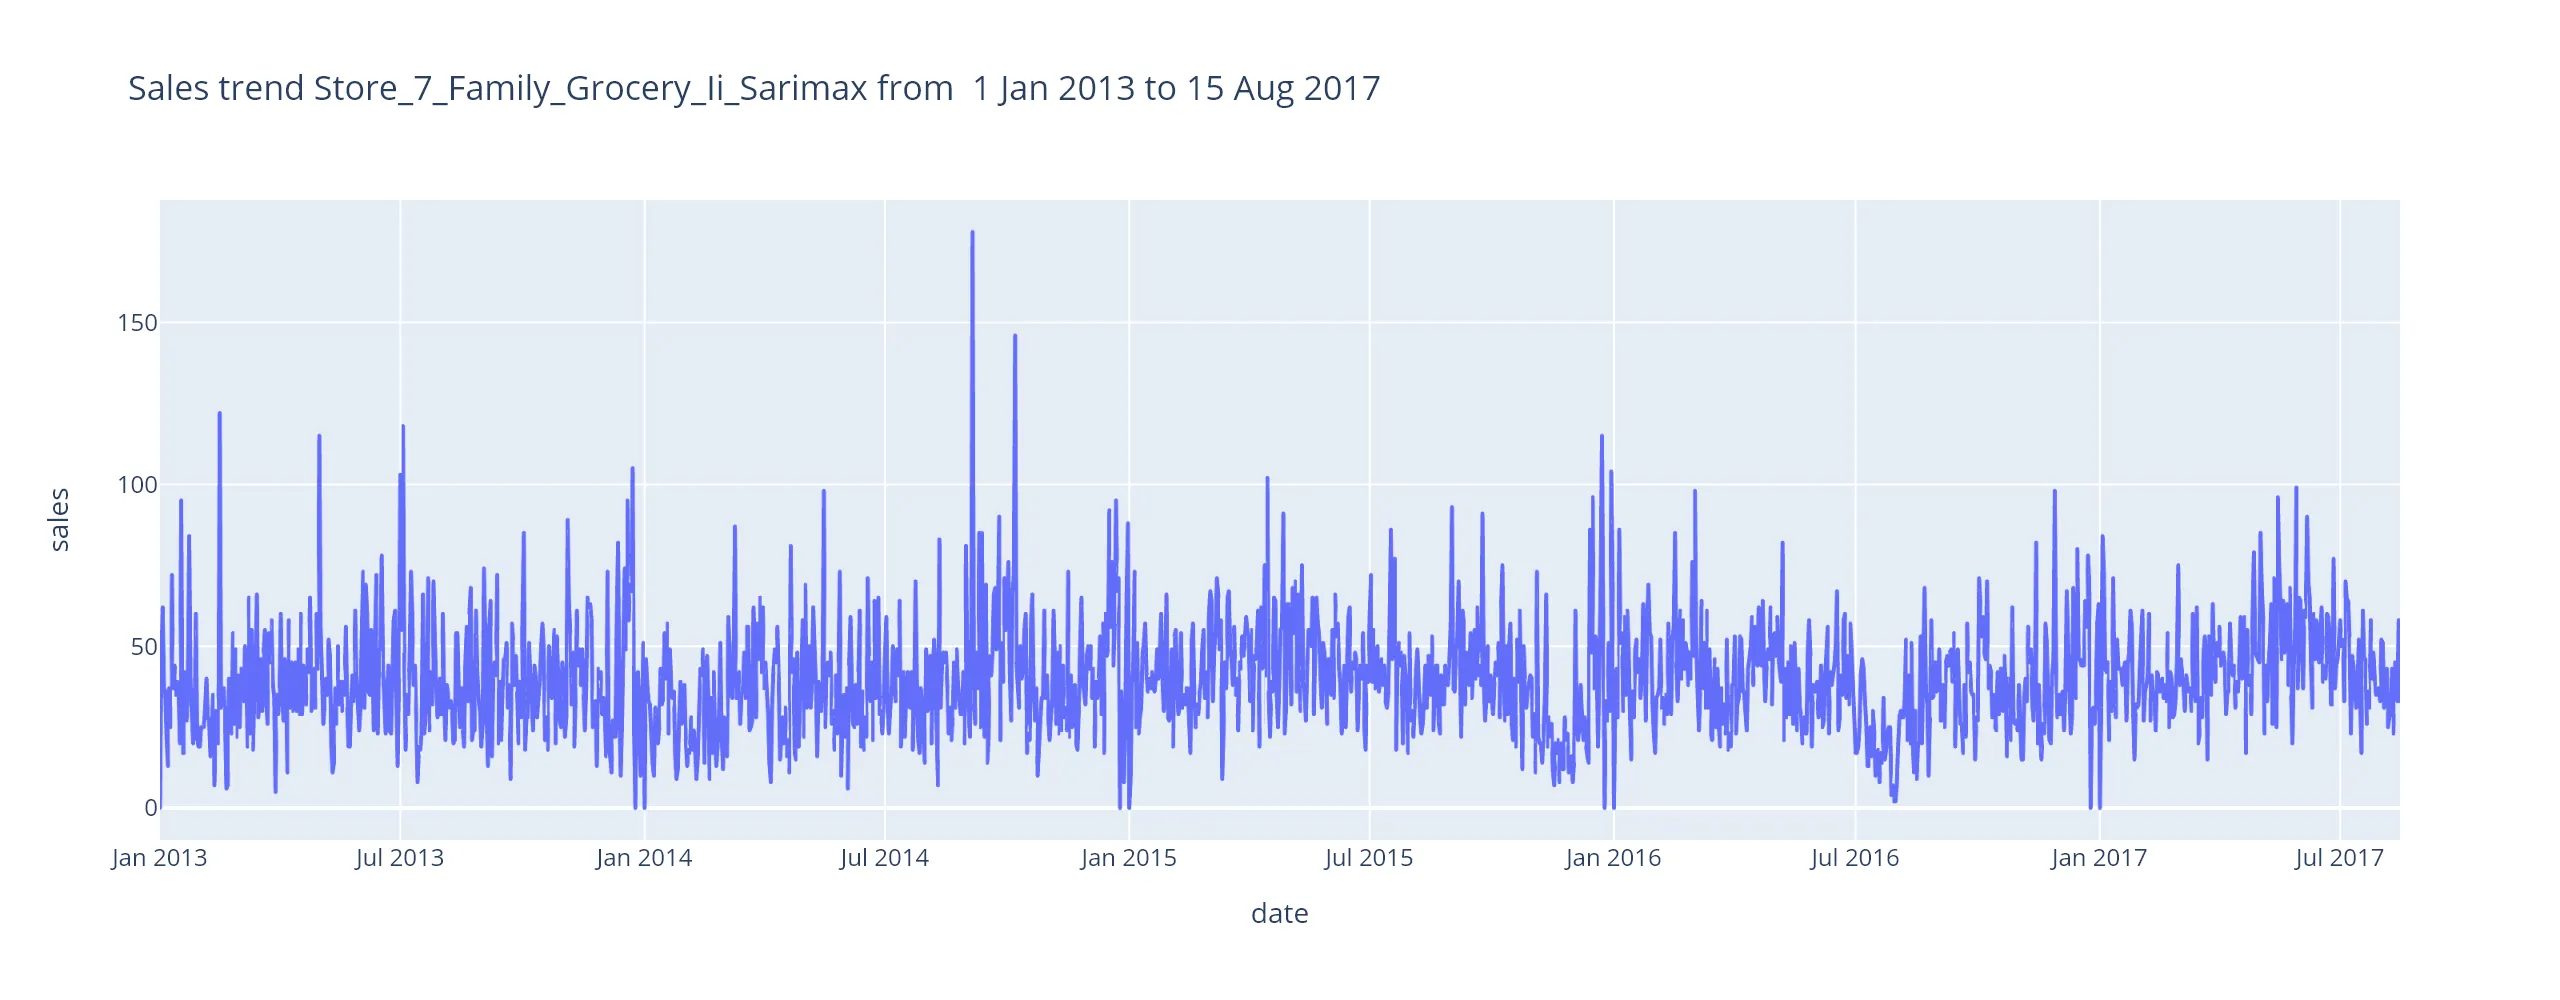 Sales trend Store_7_Family_Grocery_Ii_Sarimax from  1 Jan 2013 to 15 Aug 2017
sales
150
100
50
0
Jan 2013 Jul 2013 Jan 2014 Jul 2014 Jan 2015 Jul 2015 Jan 2016 Jul 2016 Jan 2017 Jul 2017
date